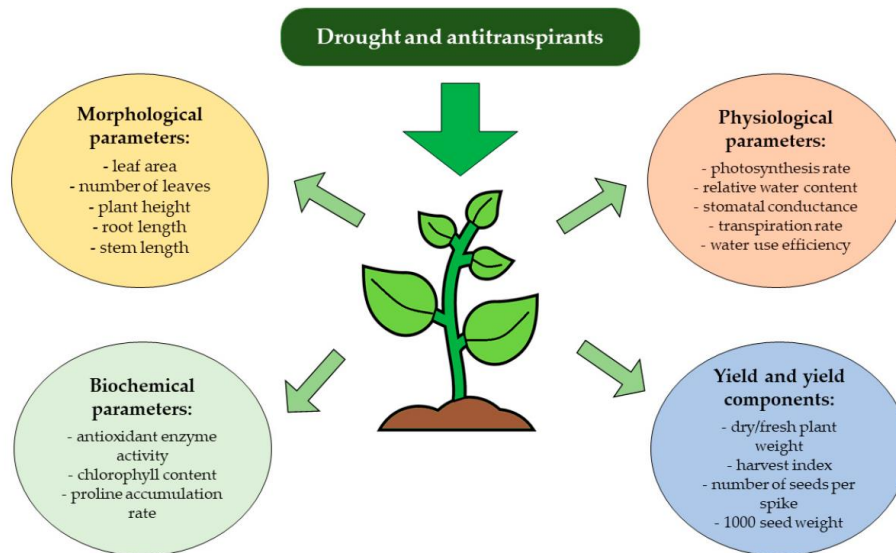 Drought and antitranspirants
Morphological
parameters:
- leaf area
- number of leaves
- plant height
- root length
- stem length
Physiological
parameters:
- photosynthesis rate
- relative water content
- stomatal conductance
- transpiration rate
- water use efficiency
Biochemical
parameters:
- antioxidant enzyme
activity
- chlorophyll content
- proline accumulation
rate
Yield and yield
components:
- dry/fresh plant
weight
- harvest index
- number of seeds per
spike
- 1000 seed weight